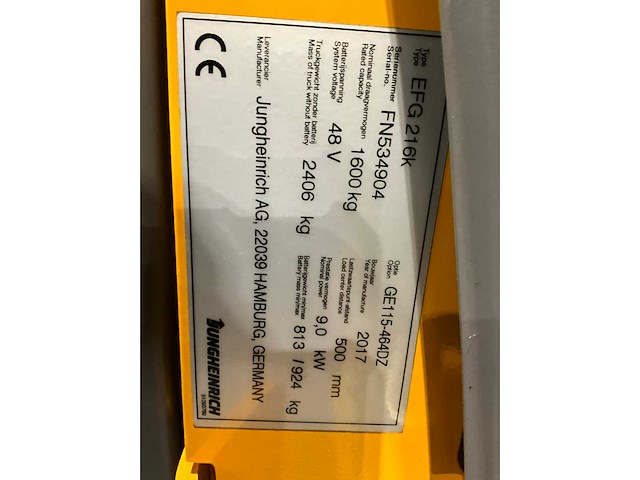 Type
Type EFG 216k
Optie
Option GE115-464DZ
Serienummer
Serial-no. FN534904
Bouwjaar
Year of manufacture 2017
Nominaal draagvermogen
Rated capacity 1600 kg
Lastzwaartepunt afstand
Load center distance 500 mm
Batterijspanning
System voltage 48 V
Prestatie vermogen
Nominal power 9,0 kW
Truckgewicht zonder batterij
Mass of truck without battery 2406 kg
Batterijgewicht min/max
Battery mass min/max 813 / 924 kg
Leverancier
Manufacturer Jungheinrich AG, 22039 HAMBURG, GERMANY
CE
JUNGHEINRICH